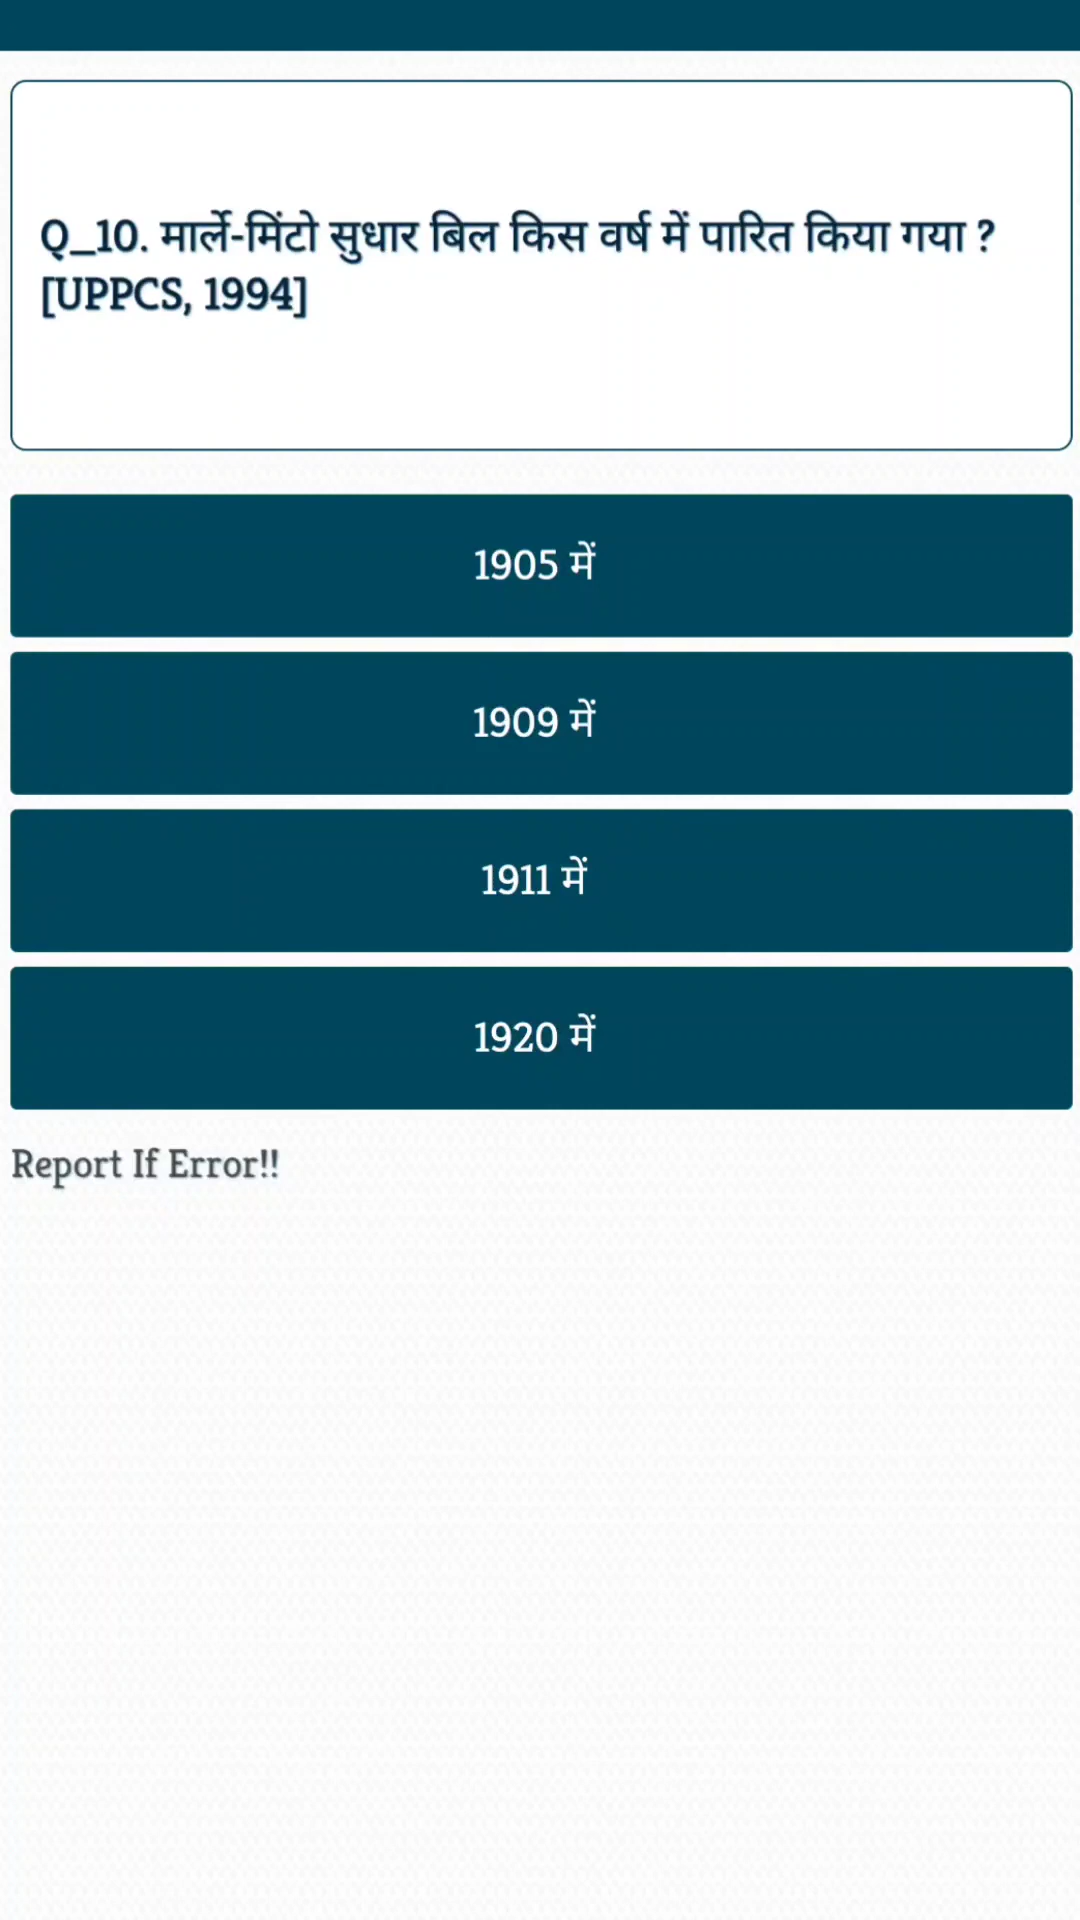 Q_10. मार्ले-मिंटो सुधार बिल किस वर्ष में पारित किया गया ?
[UPPCS, 1994]
1905 में
1909 में
1911 में
1920 में
Report If Error!!